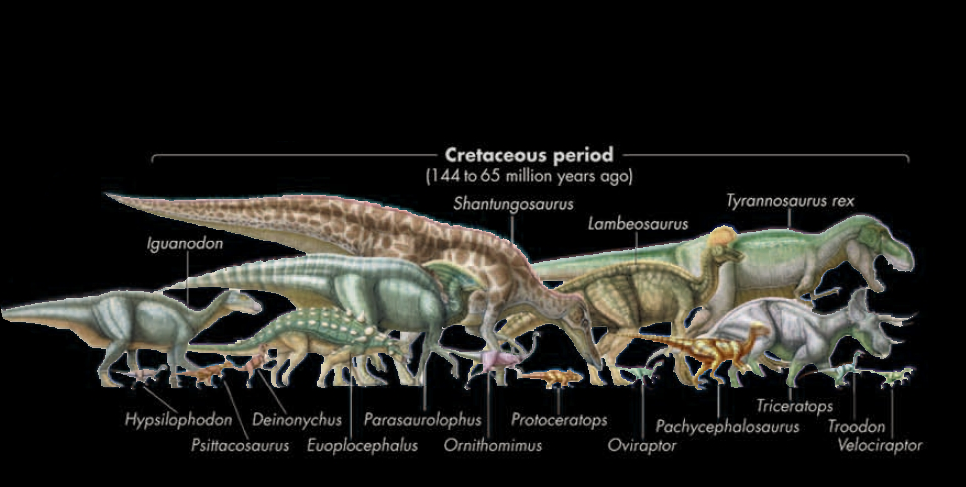 Cretaceous period
(144 to 65 million years ago)
Shantungosaurus
Tyrannosaurus rex
Lambeosaurus
Iguanodon
Hypsilophodon
Deinonychus
Parasaurolophus
Protoceratops
Triceratops
Pachycephalosaurus
Troodon
Psittacosaurus
Euoplocephalus
Ornithomimus
Oviraptor
Velociraptor